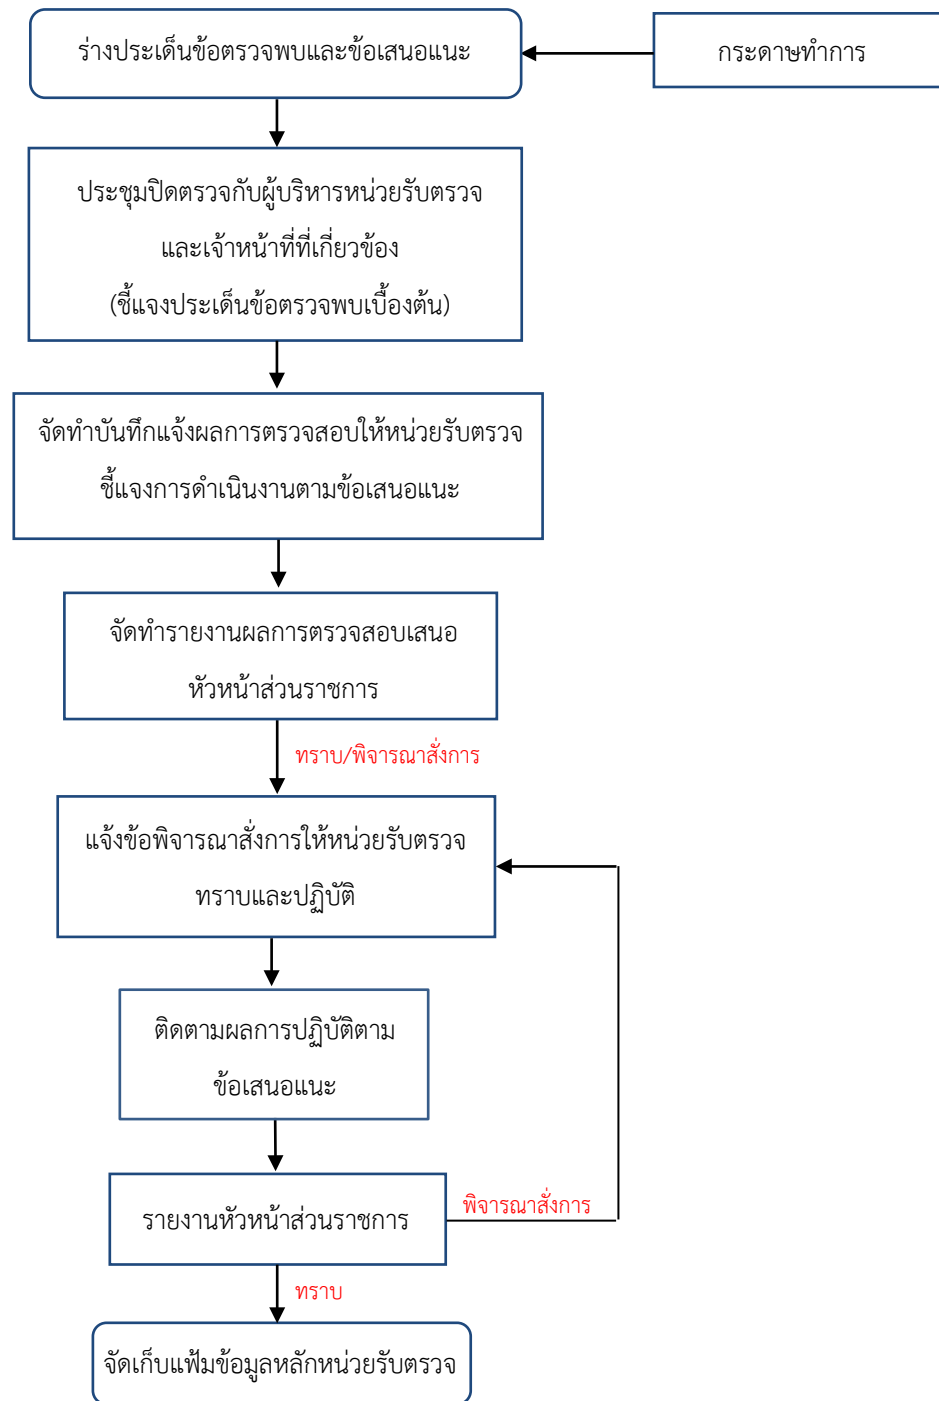 ร่างประเด็นข้อตรวจพบและข้อเสนอแนะ
กระดาษทำการ
ประชุมปิดตรวจกับผู้บริหารหน่วยรับตรวจ
และเจ้าหน้าที่ที่เกี่ยวข้อง
(ชี้แจงประเด็นข้อตรวจพบเบื้องต้น)
จัดทำบันทึกแจ้งผลการตรวจสอบให้หน่วยรับตรวจ
ชี้แจงการดำเนินงานตามข้อเสนอแนะ
จัดทำรายงานผลการตรวจสอบเสนอ
หัวหน้าส่วนราชการ
ทราบ/พิจารณาสั่งการ
แจ้งข้อพิจารณาสั่งการให้หน่วยรับตรวจ
ทราบและปฏิบัติ
ติดตามผลการปฏิบัติตาม
ข้อเสนอแนะ
พิจารณาสั่งการ
รายงานหัวหน้าส่วนราชการ
ทราบ
จัดเก็บแฟ้มข้อมูลหลักหน่วยรับตรวจ